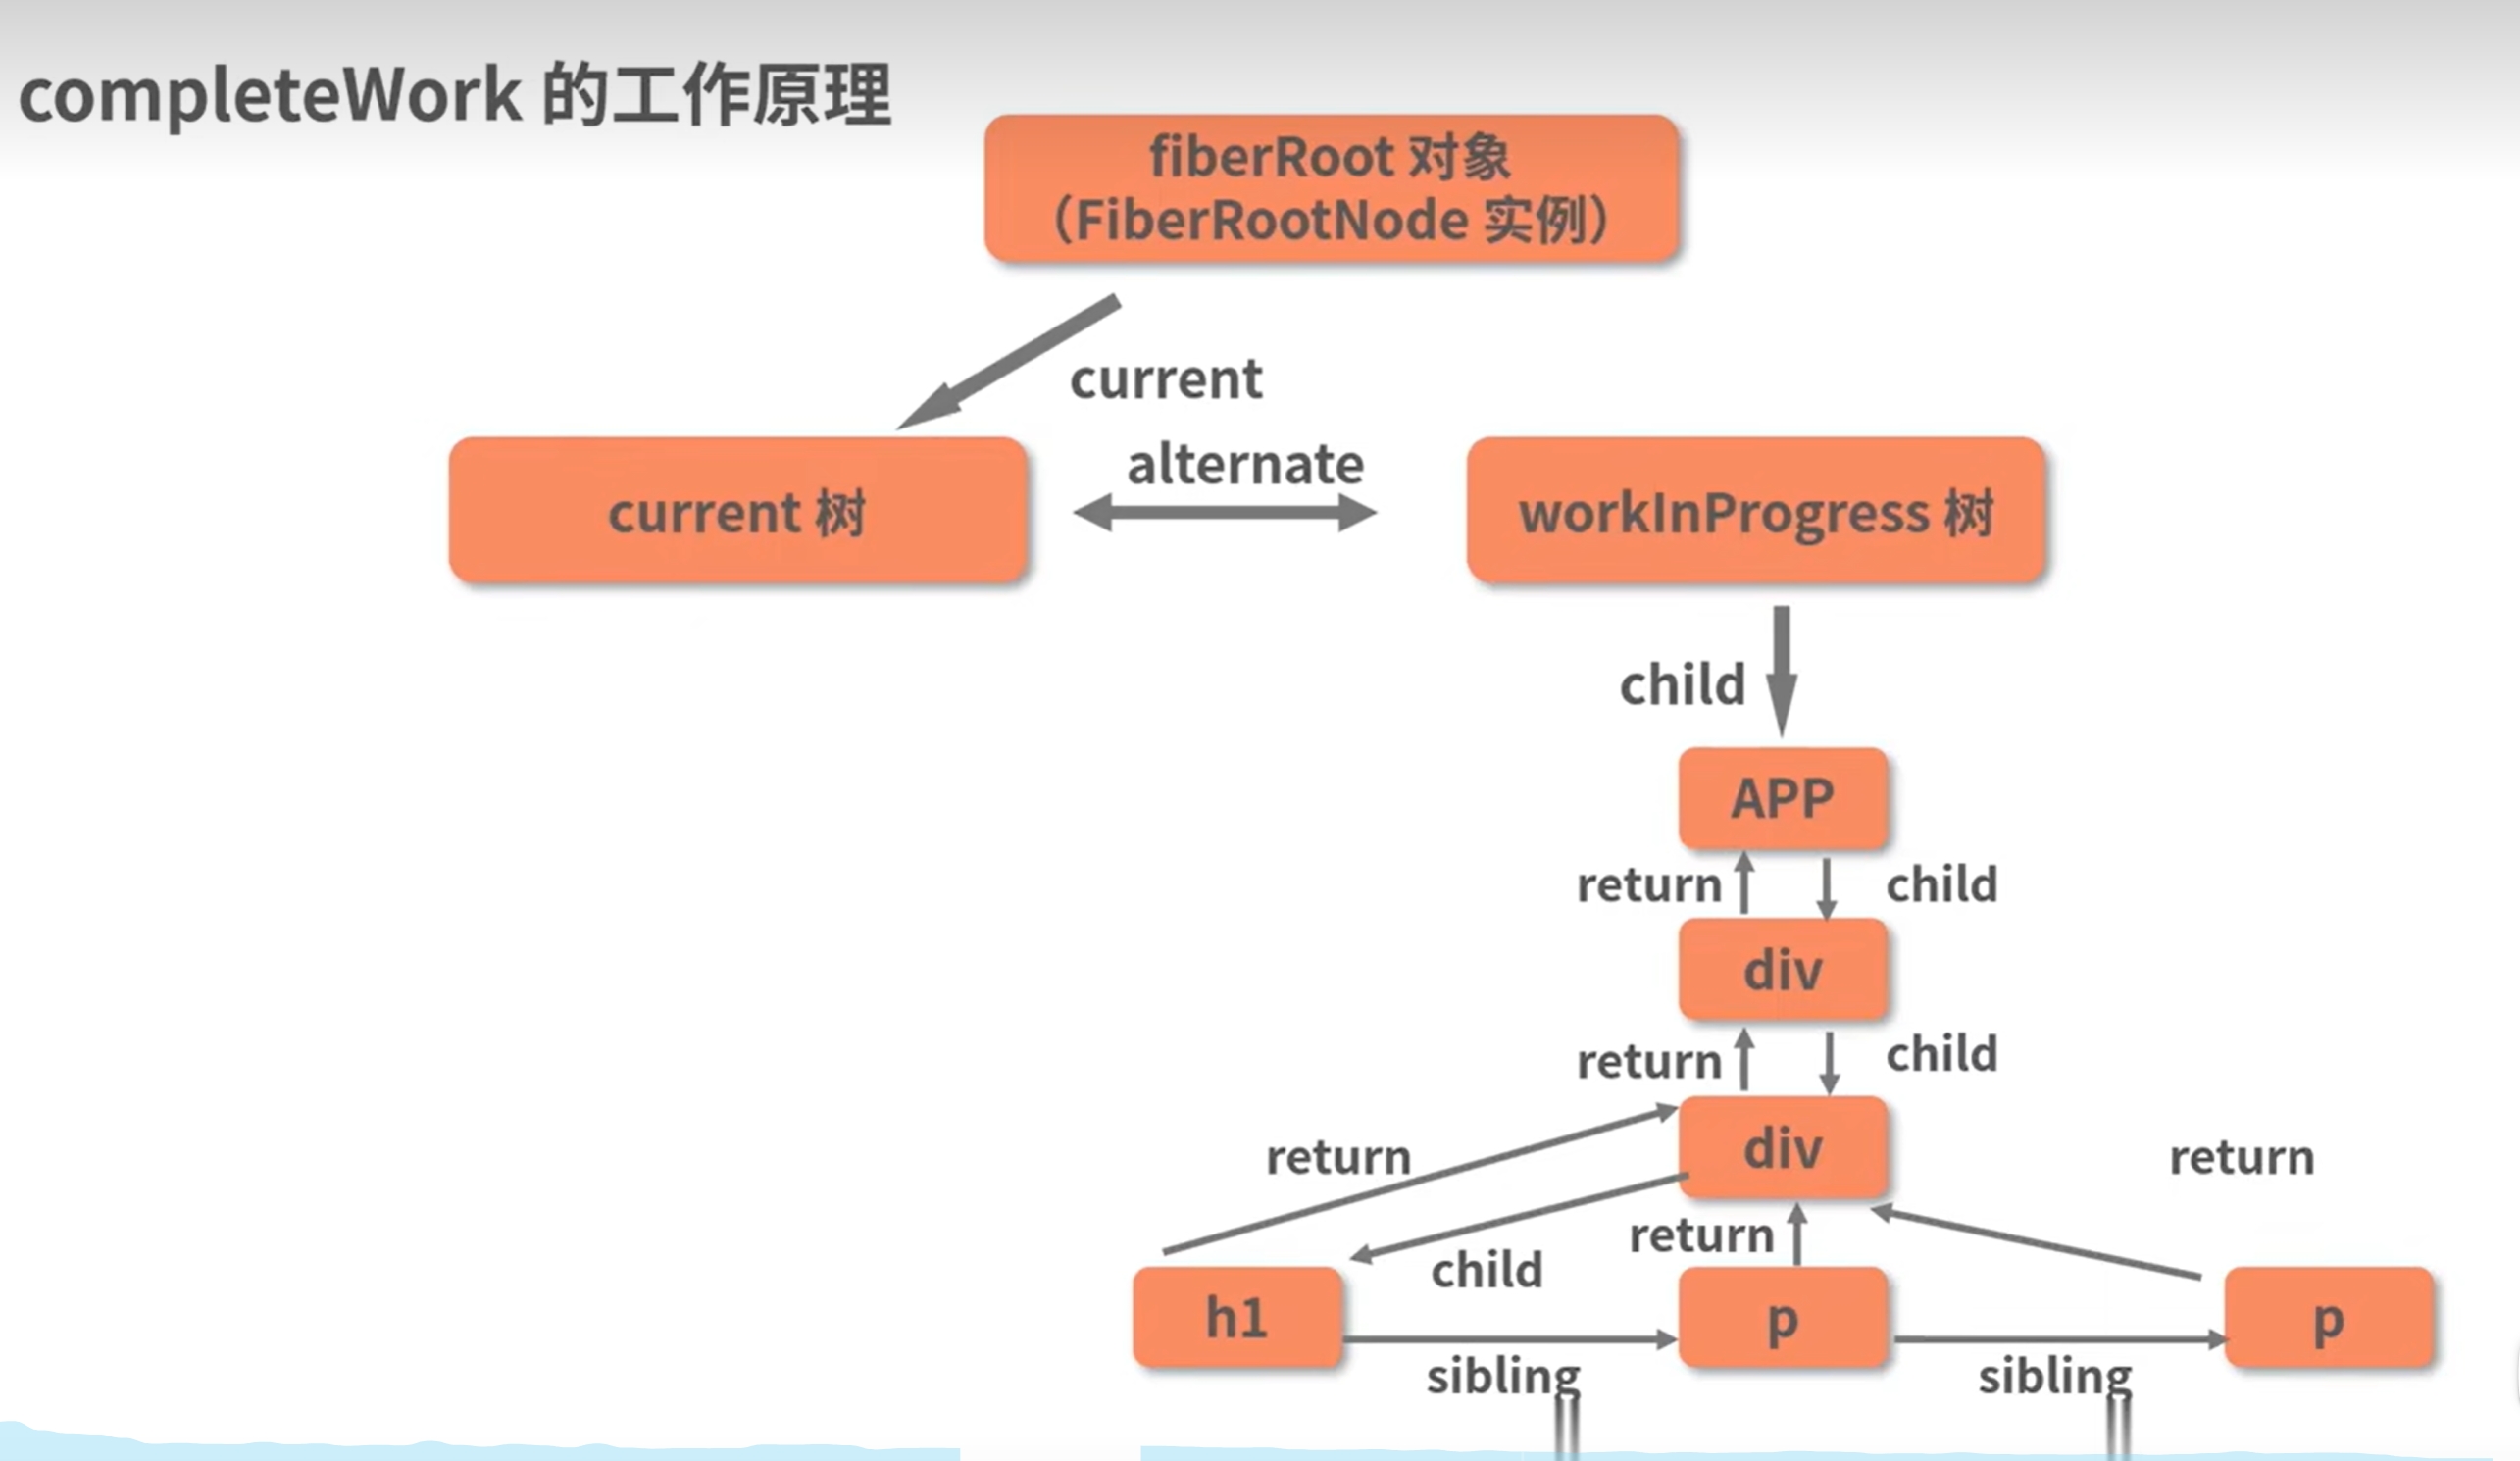 completeWork 的工作原理
fiberRoot 对象
（FiberRootNode 实例）
current
alternate
current 树
workInProgress 树
child
APP
return
child
div
return
child
div
return
return
return
child
h1
p
p
sibling
sibling